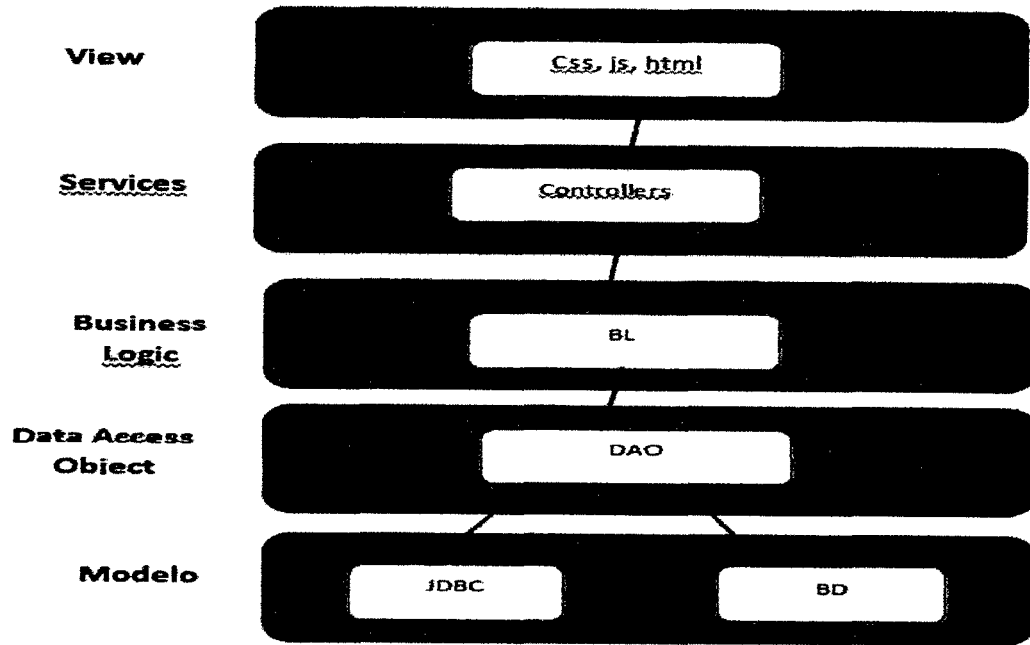 View
Css, js, html
Services
Controllers
Business
Logic
BL
Data Access
Object
DAO
Modelo
JDBC
BD